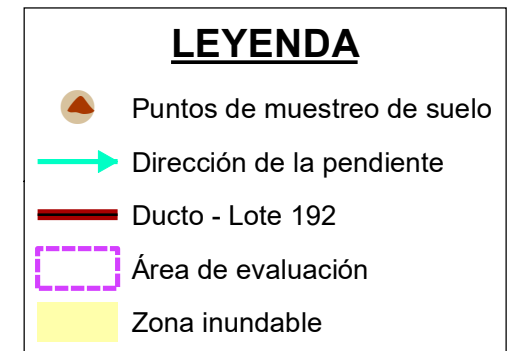 LEYENDA
Puntos de muestreo de suelo
Dirección de la pendiente
Ducto - Lote 192
Área de evaluación
Zona inundable